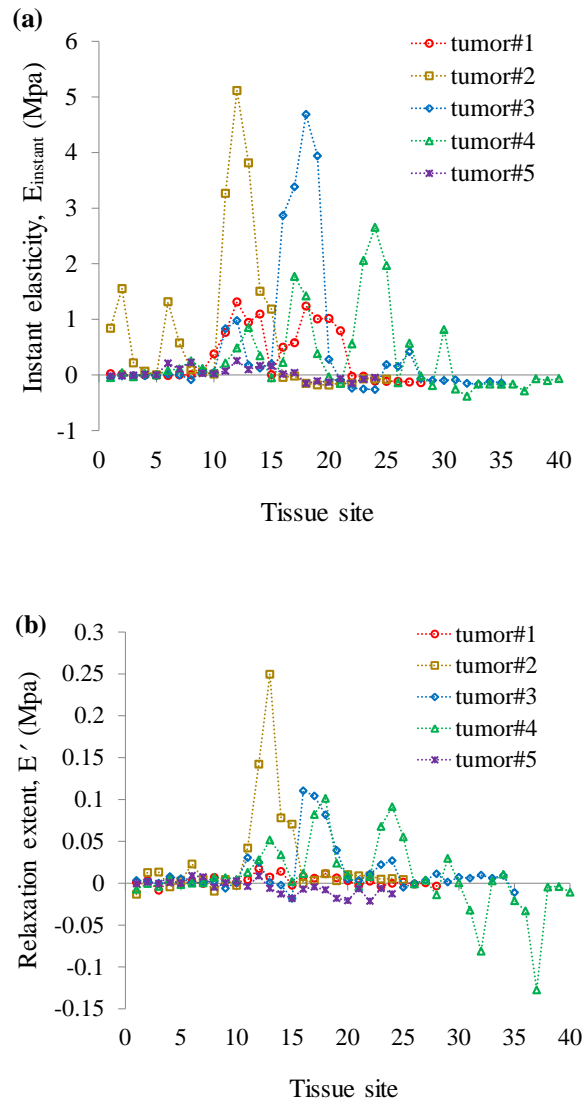 (a)
Instant elasticity, Einstant (Mpa)
6
5
4
3
2
1
0
-1
tumor#1
tumor#2
tumor#3
tumor#4
tumor#5
0 5 10 15 20 25 30 35 40
Tissue site
(b)
Relaxation extent, E′ (Mpa)
0.3
0.25
0.2
0.15
0.1
0.05
0
-0.05
-0.1
-0.15
tumor#1
tumor#2
tumor#3
tumor#4
tumor#5
0 5 10 15 20 25 30 35 40
Tissue site